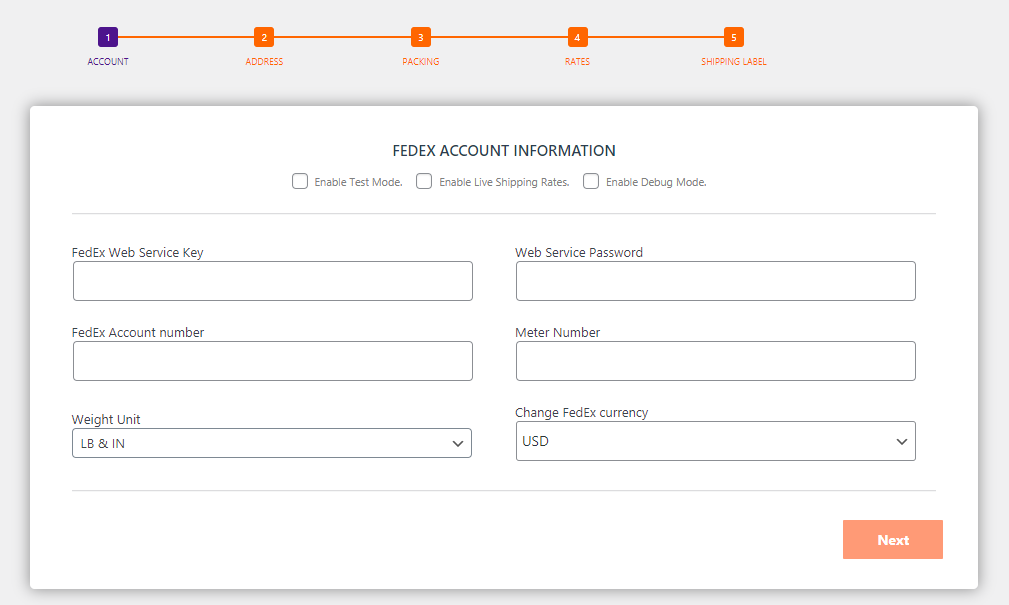 1 2 3 4 5
ACCOUNT ADDRESS PACKING RATES SHIPPING LABEL
FEDEX ACCOUNT INFORMATION
Enable Test Mode. Enable Live Shipping Rates. Enable Debug Mode.
FedEx Web Service Key Web Service Password
FedEx Account number Meter Number
Weight Unit Change FedEx currency
LB & IN USD
Next